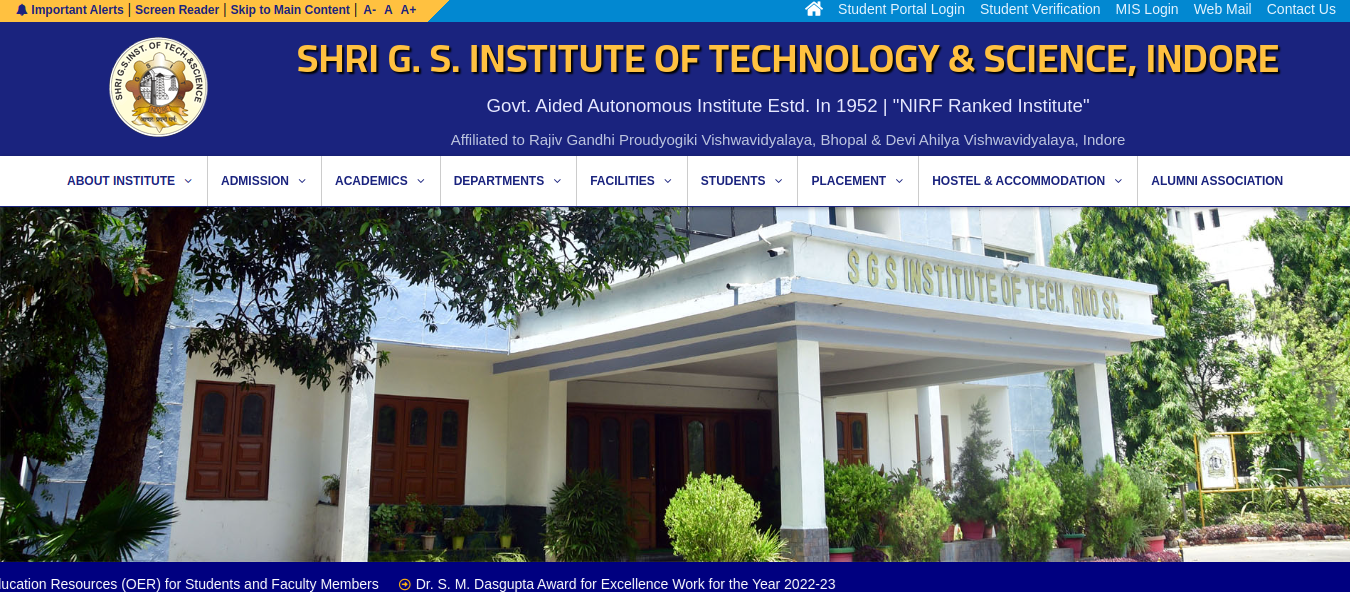 Important Alerts | Screen Reader | Skip to Main Content | A- A A+
Student Portal Login Student Verification MIS Login Web Mail Contact Us
SHRI G.S.INST. OF TECH.&SCIENCE
SHRI G. S. INSTITUTE OF TECHNOLOGY & SCIENCE, INDORE
Govt. Aided Autonomous Institute Estd. In 1952 | "NIRF Ranked Institute"
Affiliated to Rajiv Gandhi Proudyogiki Vishwavidyalaya, Bhopal & Devi Ahilya Vishwavidyalaya, Indore
ABOUT INSTITUTE ADMISSION ACADEMICS DEPARTMENTS FACILITIES STUDENTS PLACEMENT HOSTEL & ACCOMMODATION ALUMNI ASSOCIATION
S G S INSTITUTE OF TECH. AND SC.
ucation Resources (OER) for Students and Faculty Members Dr. S. M. Dasgupta Award for Excellence Work for the Year 2022-23